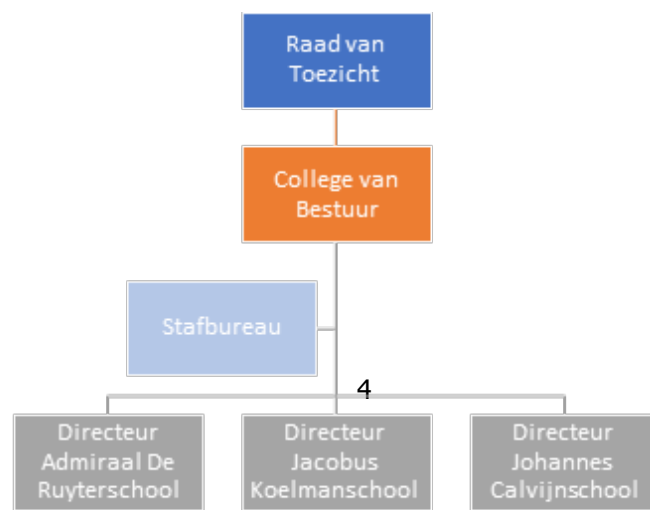 Raad van
Toezicht
College van
Bestuur
Stafbureau
4
Directeur
Admiraal De
Ruyterschool
Directeur
Jacobus
Koelmanschool
Directeur
Johannes
Calvijnschool